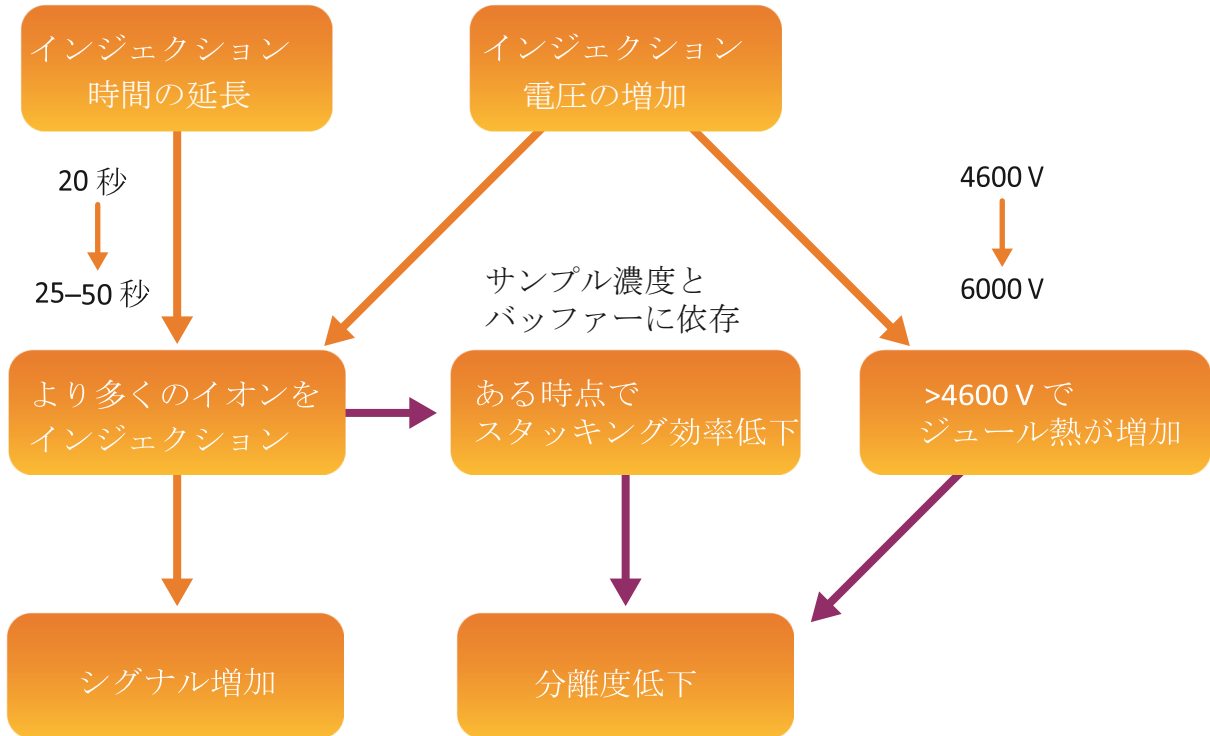 インジェクション
時間の延長
インジェクション
電圧の増加
20 秒
25–50 秒
4600 V
6000 V
サンプル濃度と
バッファーに依存
より多くのイオンを
インジェクション
ある時点で
スタッキング効率低下
>4600 V で
ジュール熱が増加
シグナル増加
分離度低下